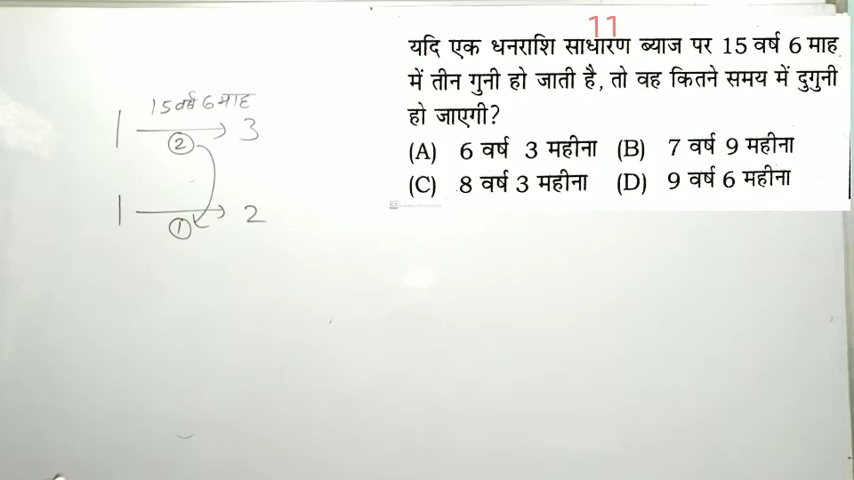 11
यदि एक धनराशि साधारण ब्याज पर 15 वर्ष 6 माह
में तीन गुनी हो जाती है, तो वह कितने समय में दुगुनी
हो जाएगी?
(A) 6 वर्ष 3 महीना (B) 7 वर्ष 9 महीना
(C) 8 वर्ष 3 महीना (D) 9 वर्ष 6 महीना
15 वर्ष 6 माह
1 → 3
2
1 → 2
1